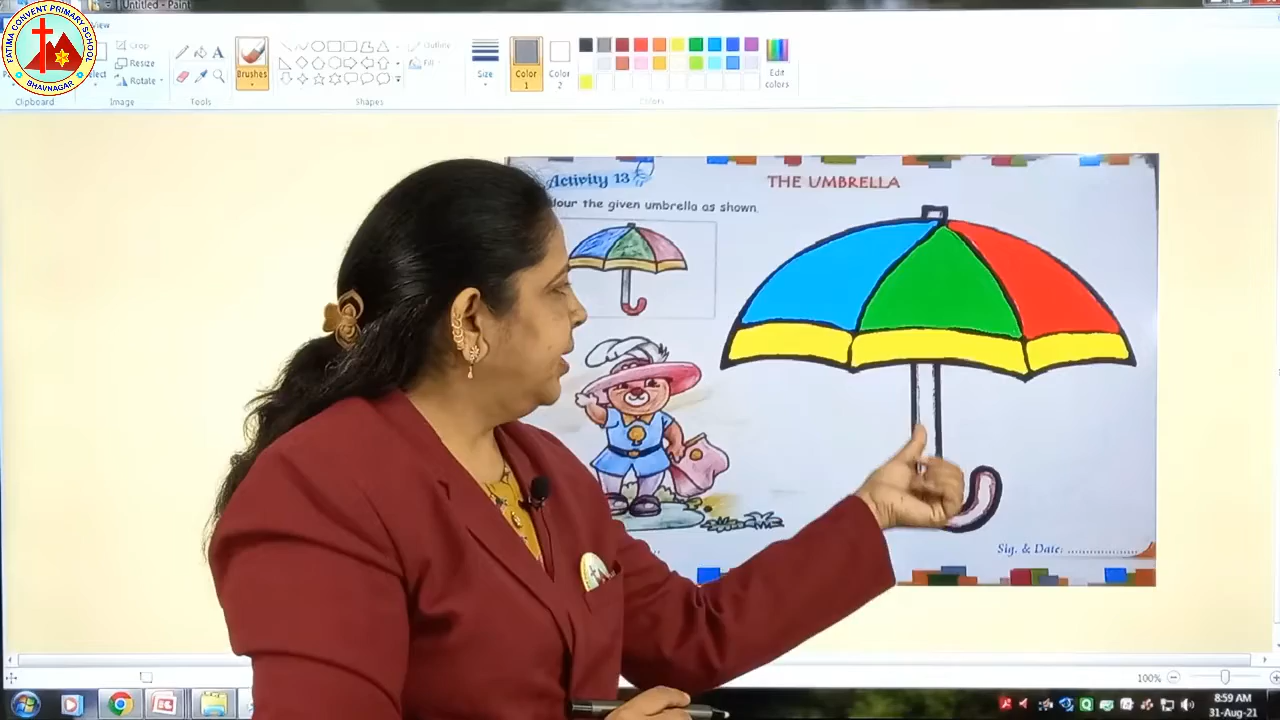 Untitled - Paint
FATIMA CONVENT PRIMARY SCHOOL
BHAVNAGAR
View
Crop
Resize
Rotate
Clipboard
Image
A
Tools
Brushes
Outline
Fill
Shapes
Size
Color 1
Color 2
Edit colors
Colors
Activity 13
THE UMBRELLA
lour the given umbrella as shown.
Sig. & Date: ..................
100%
8:59 AM
31-Aug-21